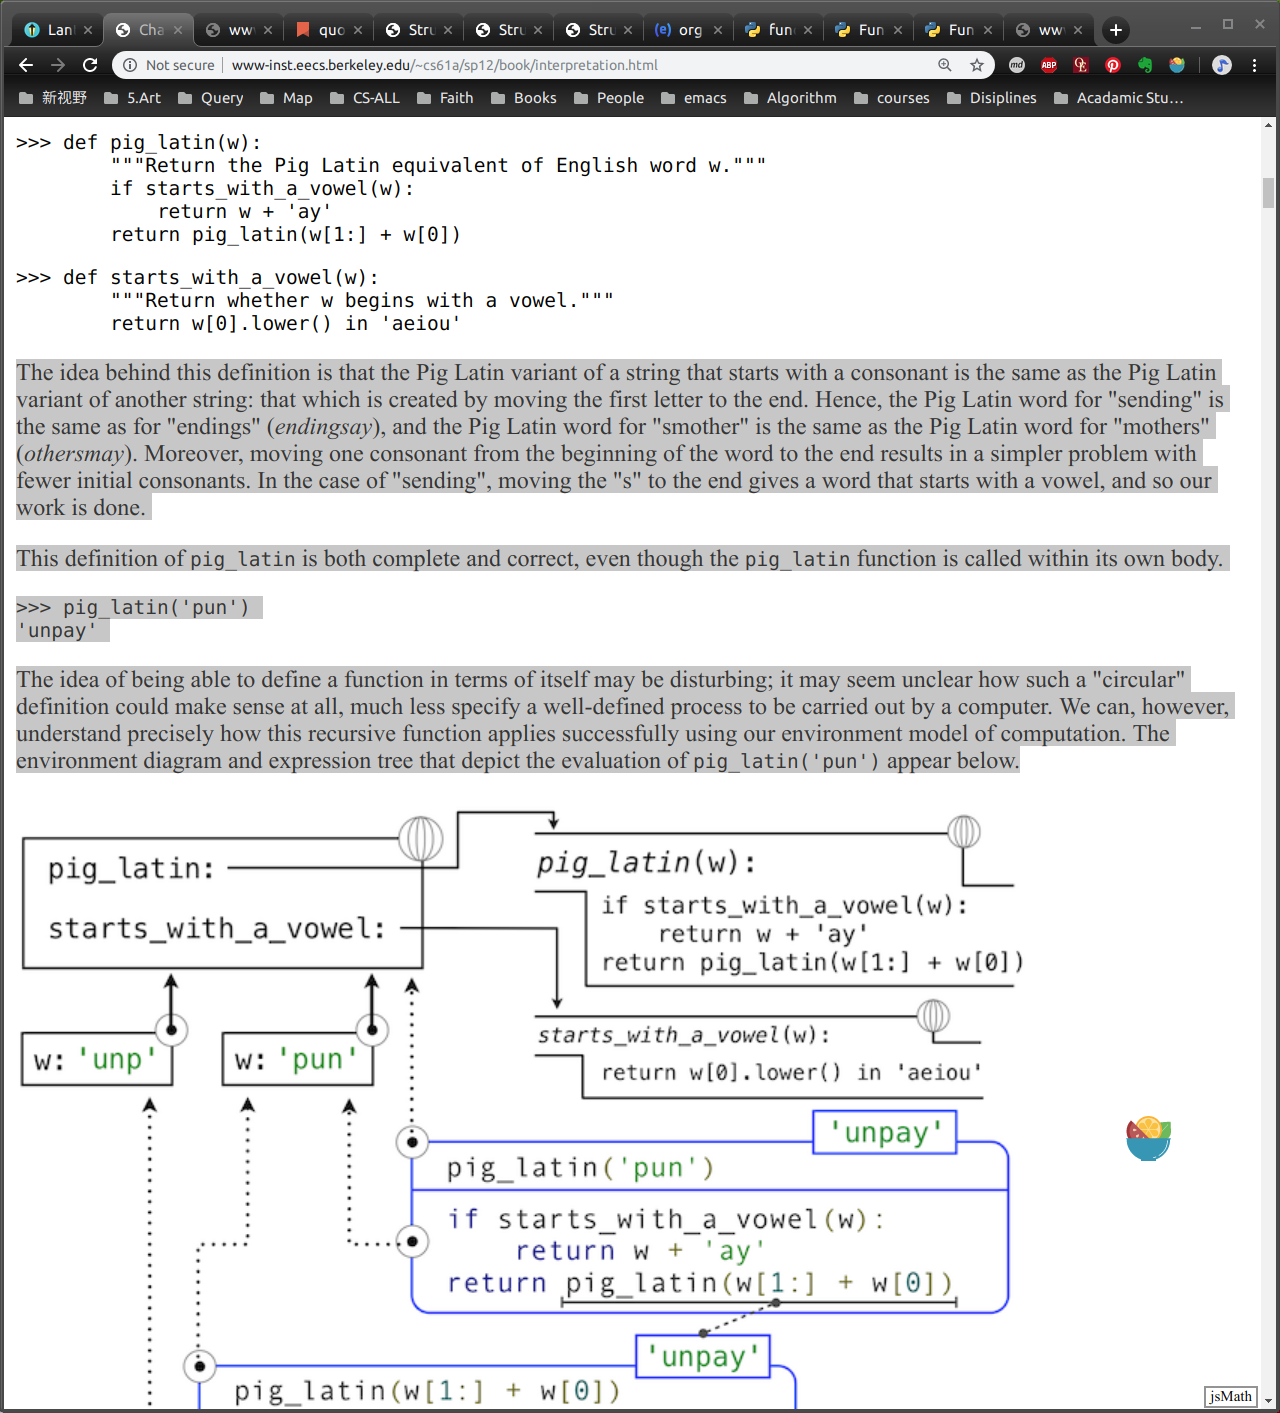 Lan
Cha
ww
quo
Stru
Stru
Stru
(e) org
func
Fun
Fun
ww
Not secure | www-inst.eecs.berkeley.edu/~cs61a/sp12/book/interpretation.html
md
ABP
新视野 5.Art Query Map CS-ALL Faith Books People emacs Algorithm courses Disiplines Acadamic Stu…
>>> def pig_latin(w):
"""Return the Pig Latin equivalent of English word w."""
if starts_with_a_vowel(w):
return w + 'ay'
return pig_latin(w[1:] + w[0])
>>> def starts_with_a_vowel(w):
"""Return whether w begins with a vowel."""
return w[0].lower() in 'aeiou'
The idea behind this definition is that the Pig Latin variant of a string that starts with a consonant is the same as the Pig Latin
variant of another string: that which is created by moving the first letter to the end. Hence, the Pig Latin word for "sending" is
the same as for "endings" (endingsay), and the Pig Latin word for "smother" is the same as the Pig Latin word for "mothers"
(othersmay). Moreover, moving one consonant from the beginning of the word to the end results in a simpler problem with
fewer initial consonants. In the case of "sending", moving the "s" to the end gives a word that starts with a vowel, and so our
work is done.
This definition of pig_latin is both complete and correct, even though the pig_latin function is called within its own body.
>>> pig_latin('pun')
'unpay'
The idea of being able to define a function in terms of itself may be disturbing; it may seem unclear how such a "circular"
definition could make sense at all, much less specify a well-defined process to be carried out by a computer. We can, however,
understand precisely how this recursive function applies successfully using our environment model of computation. The
environment diagram and expression tree that depict the evaluation of pig_latin('pun') appear below.
pig_latin:
starts_with_a_vowel:
pig_latin(w):
if starts_with_a_vowel(w):
return w + 'ay'
return pig_latin(w[1:] + w[0])
starts_with_a_vowel(w):
return w[0].lower() in 'aeiou'
w: 'unp'
w: 'pun'
'unpay'
pig_latin('pun')
if starts_with_a_vowel(w):
return w + 'ay'
return pig_latin(w[1:] + w[0])
'unpay'
pig_latin(w[1:] + w[0])
jsMath